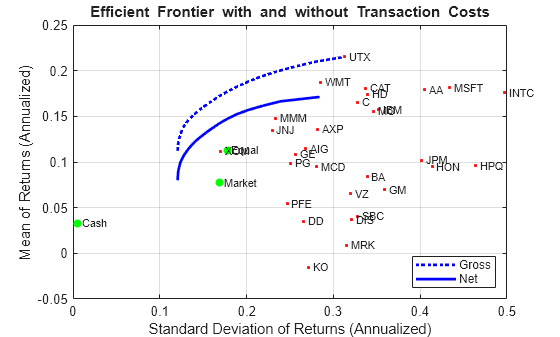 Efficient Frontier with and without Transaction Costs
Mean of Returns (Annualized)
0.25
0.2
0.15
0.1
0.05
0
-0.05
UTX
WMT
CAT
HD
AA
MSFT
INTC
C
IBM
MO
MMM
JNJ
AXP
XOM
Equal
AIG
GE
PG
MCD
JPM
HON
HPQ
Market
BA
GM
VZ
PFE
SBC
DIS
DD
Cash
MRK
KO
Gross
Net
0
0.1
0.2
0.3
0.4
0.5
Standard Deviation of Returns (Annualized)